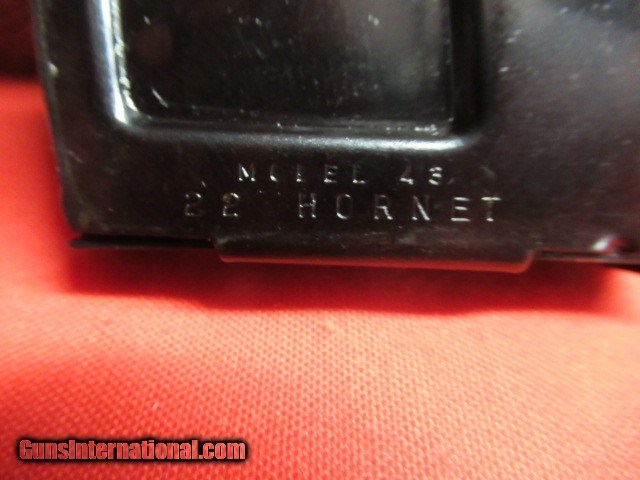 MODEL 43
22 HORNET
GunsInternational.com